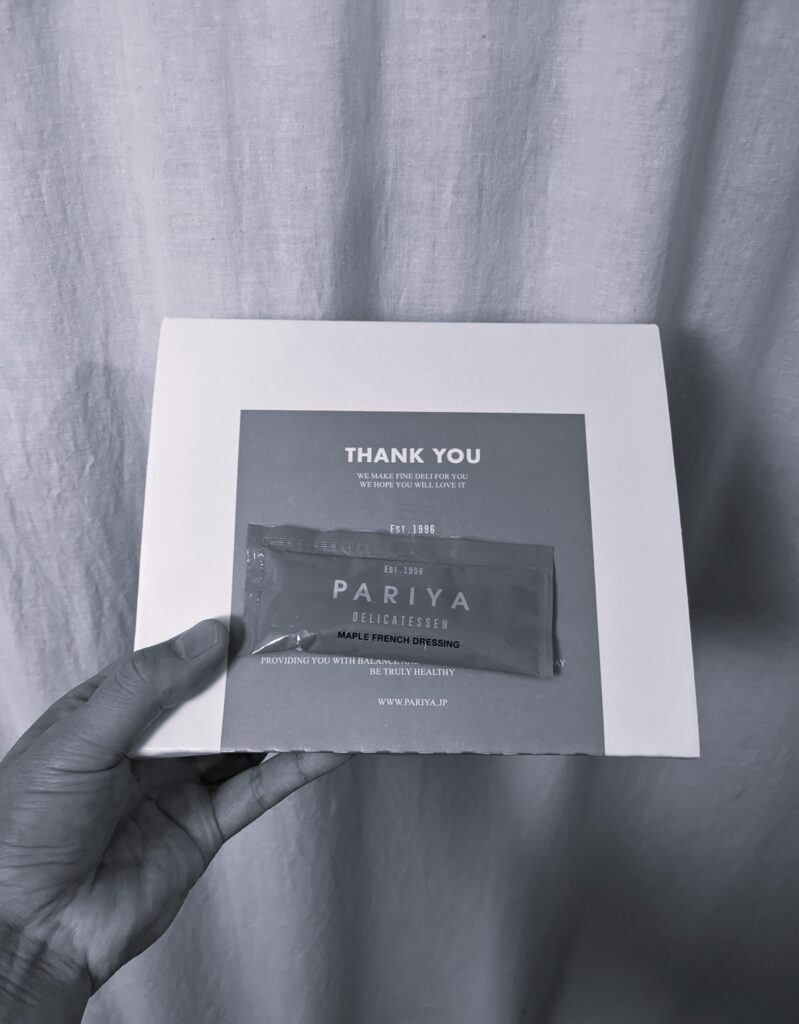 THANK YOU
WE MAKE FINE DELI FOR YOU
WE HOPE YOU WILL LOVE IT
EST.1996
EST.1996
PARIYA
DELICATESSEN
MAPLE FRENCH DRESSING
PROVIDING YOU WITH BALANCE
BE TRULY HEALTHY
WWW.PARIYA.JP